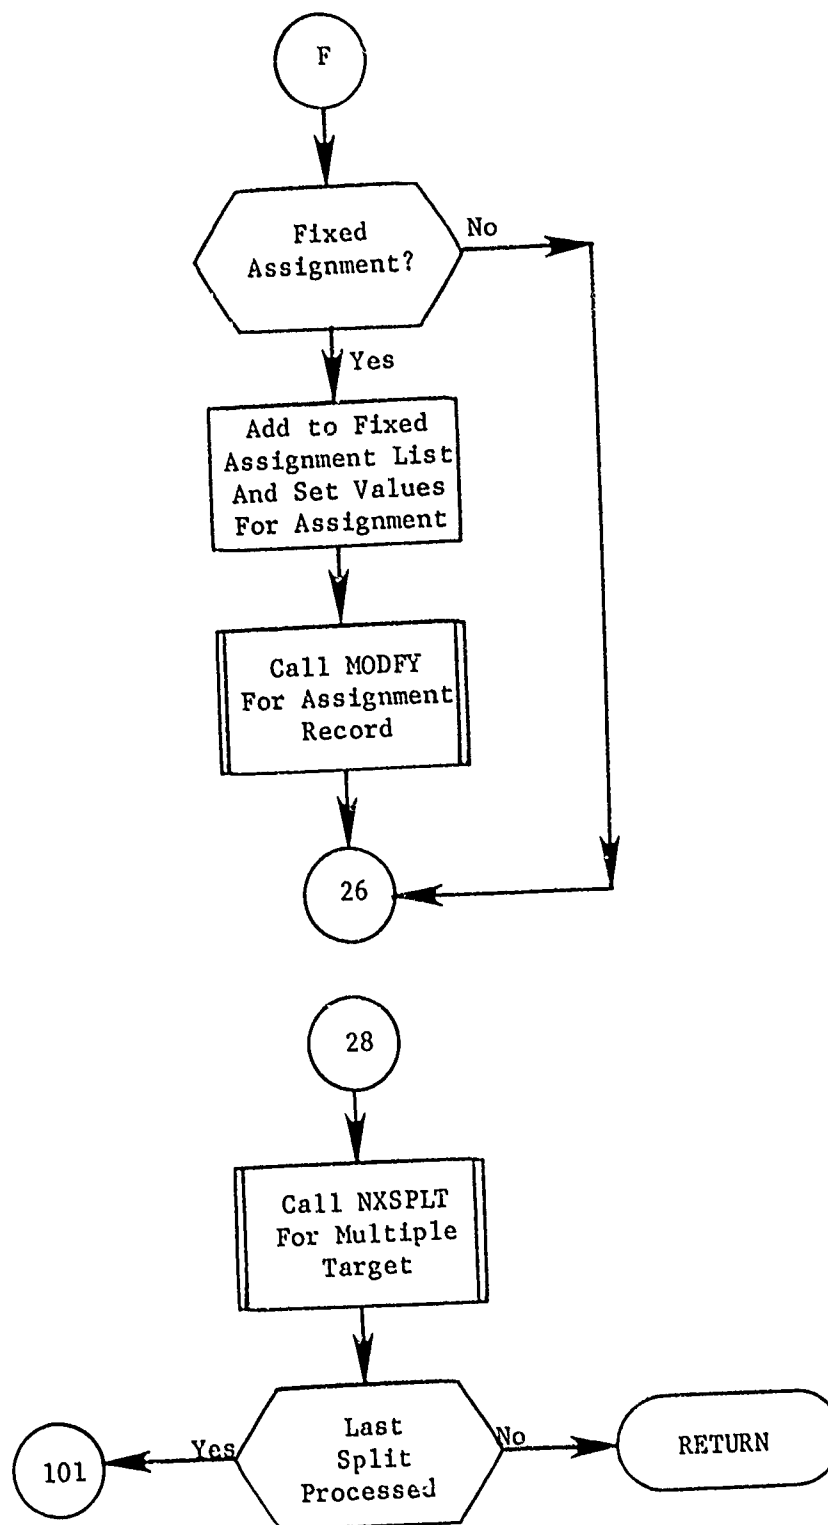 F
Fixed
Assignment?
No
Yes
Add to Fixed
Assignment List
And Set Values
For Assignment
Call MODFY
For Assignment
Record
26
28
Call NXSPLT
For Multiple
Target
Last
Split
Processed
Yes
No
101
RETURN